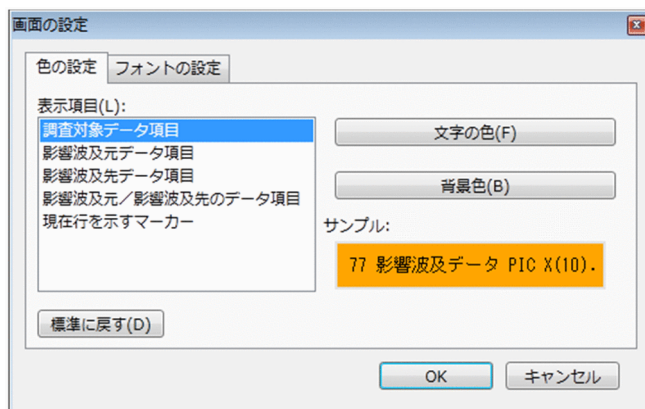 画面の設定
色の設定 フォントの設定
表示項目(L):
調査対象データ項目
影響波及元データ項目
影響波及先データ項目
影響波及元／影響波及先のデータ項目
現在行を示すマーカー
文字の色(F)
背景色(B)
サンプル:
77 影響波及データ PIC X(10).
標準に戻す(D)
OK キャンセル